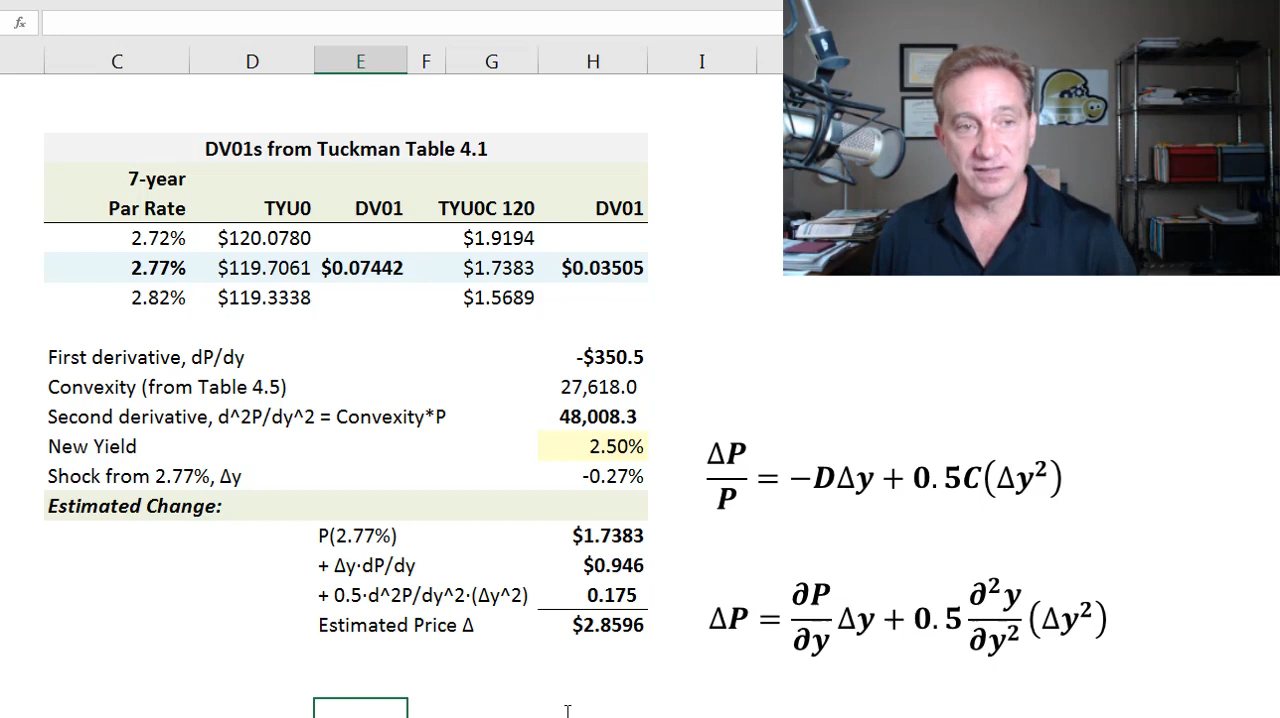 fx
C D E F G H I
DV01s from Tuckman Table 4.1
7-year
Par Rate TYU0 DV01 TYU0C 120 DV01
2.72% $120.0780 $1.9194
2.77% $119.7061 $0.07442 $1.7383 $0.03505
2.82% $119.3338 $1.5689
First derivative, dP/dy -$350.5
Convexity (from Table 4.5) 27,618.0
Second derivative, d^2P/dy^2 = Convexity*P 48,008.3
New Yield 2.50%
Shock from 2.77%, Δy -0.27%
Estimated Change:
P(2.77%) $1.7383
+ Δy·dP/dy $0.946
+ 0.5·d^2P/dy^2·(Δy^2) 0.175
Estimated Price Δ $2.8596
ΔP/P = −DΔy + 0.5C(Δy²)
ΔP = ∂P/∂y Δy + 0.5 ∂²y/∂y² (Δy²)